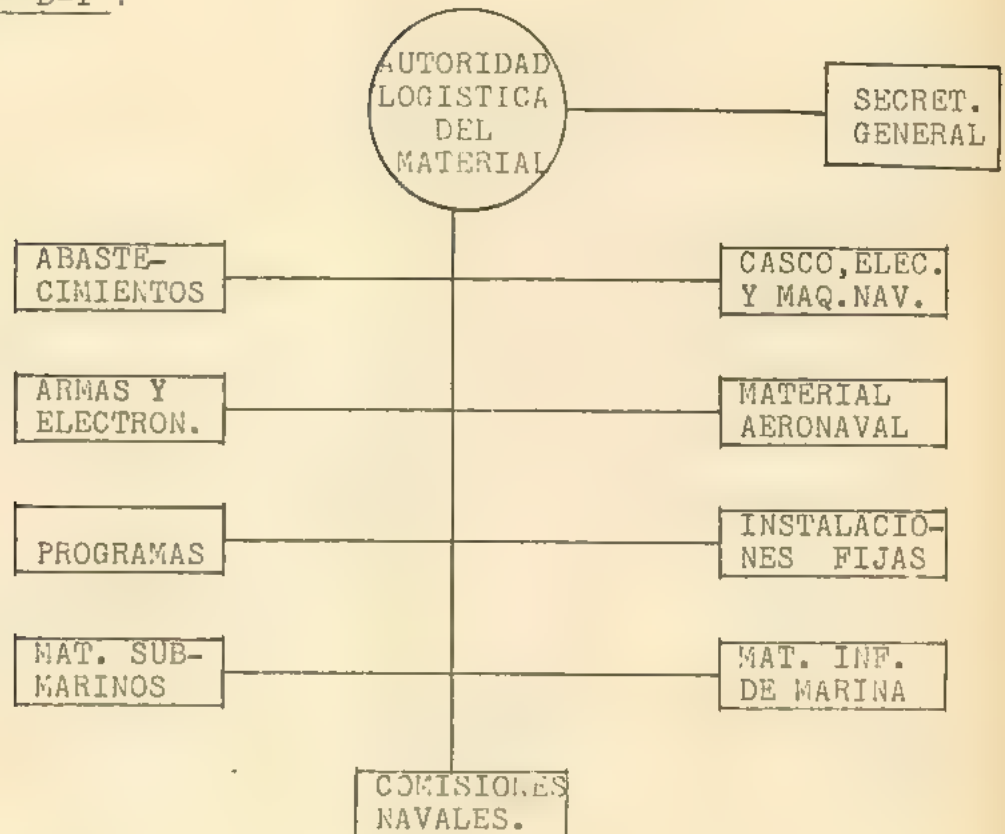 D-1 :
AUTORIDAD
LOGISTICA
DEL
MATERIAL
SECRET.
GENERAL
ABASTE-
CIMIENTOS
CASCO, ELEC.
Y MAQ.NAV.
ARMAS Y
ELECTRON.
MATERIAL
AERONAVAL
PROGRAMAS
INSTALACIO-
NES FIJAS
MAT. SUB-
MARINOS
MAT. INF.
DE MARINA
COMISIONES
NAVALES.